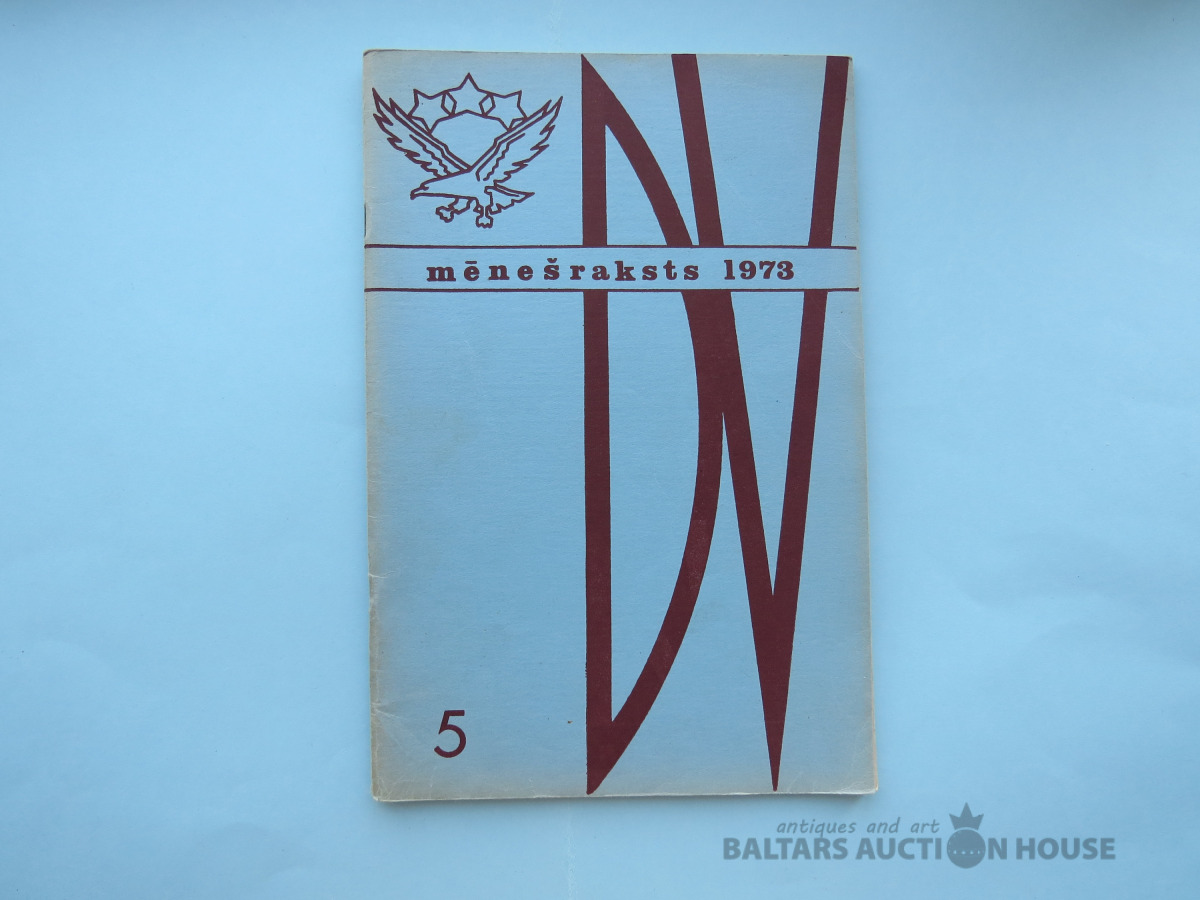 DV
mēnešraksts 1973
5
antiques and art
BALTARS AUCTION HOUSE